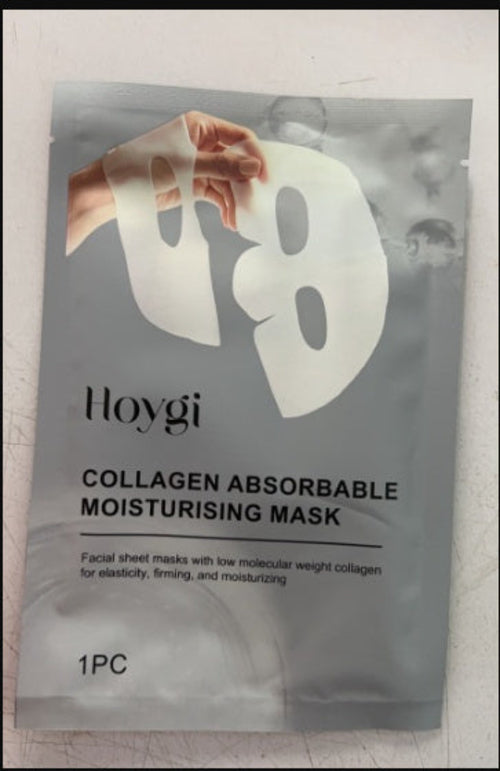 Hoygi
COLLAGEN ABSORBABLE
MOISTURISING MASK
Facial sheet masks with low molecular weight collagen
for elasticity, firming, and moisturizing
1PC